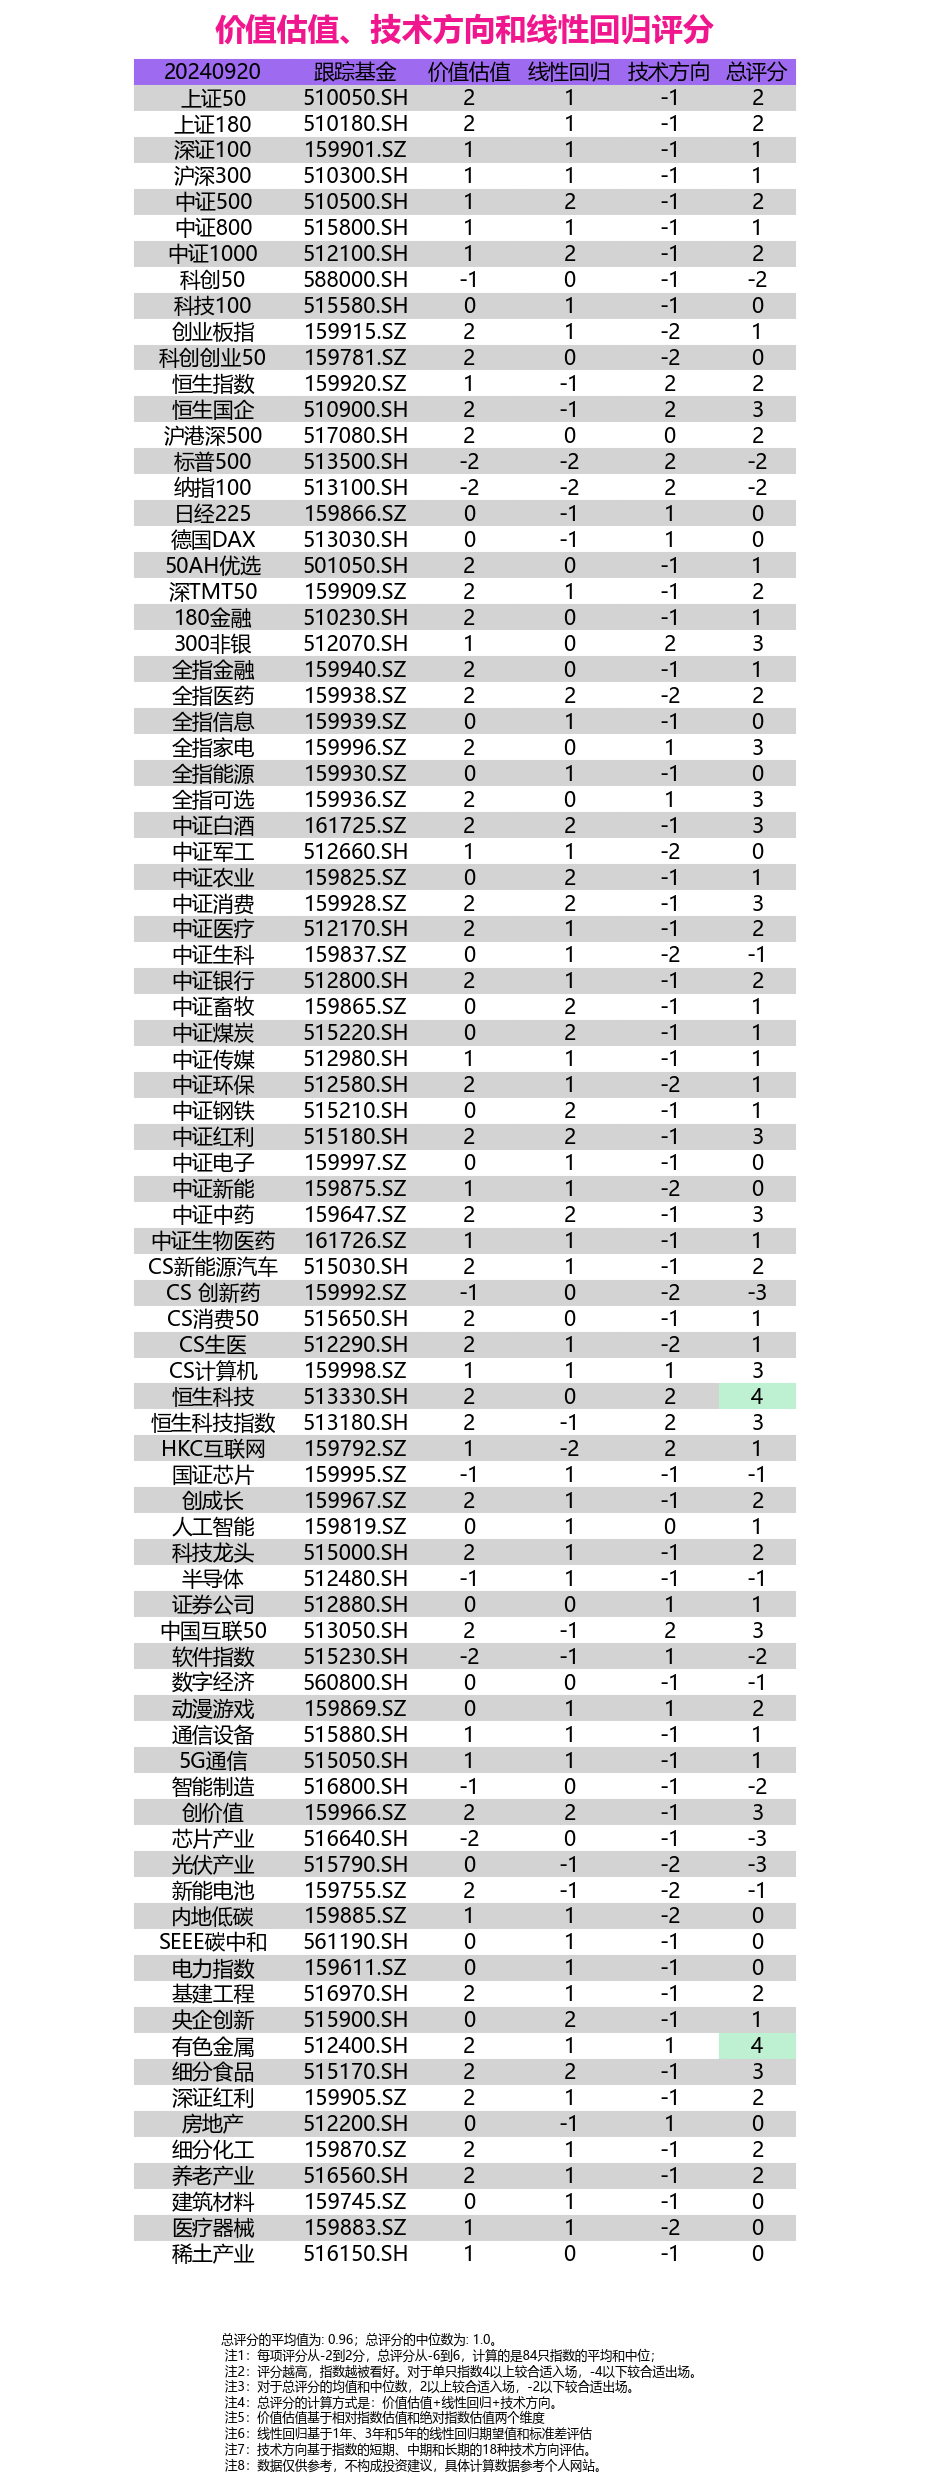 价值估值、技术方向和线性回归评分
20240920 跟踪基金 价值估值 线性回归 技术方向 总评分
上证50 510050.SH 2 1 -1 2
上证180 510180.SH 2 1 -1 2
深证100 159901.SZ 1 1 -1 1
沪深300 510300.SH 1 1 -1 1
中证500 510500.SH 1 2 -1 2
中证800 515800.SH 1 1 -1 1
中证1000 512100.SH 1 2 -1 2
科创50 588000.SH -1 0 -1 -2
科技100 515580.SH 0 1 -1 0
创业板指 159915.SZ 2 1 -2 1
科创创业50 159781.SZ 2 0 -2 0
恒生指数 159920.SZ 1 -1 2 2
恒生国企 510900.SH 2 -1 2 3
沪港深500 517080.SH 2 0 0 2
标普500 513500.SH -2 -2 2 -2
纳指100 513100.SH -2 -2 2 -2
日经225 159866.SZ 0 -1 1 0
德国DAX 513030.SH 0 -1 1 0
50AH优选 501050.SH 2 0 -1 1
深TMT50 159909.SZ 2 1 -1 2
180金融 510230.SH 2 0 -1 1
300非银 512070.SH 1 0 2 3
全指金融 159940.SZ 2 0 -1 1
全指医药 159938.SZ 2 2 -2 2
全指信息 159939.SZ 0 1 -1 0
全指家电 159996.SZ 2 0 1 3
全指能源 159930.SZ 0 1 -1 0
全指可选 159936.SZ 2 0 1 3
中证白酒 161725.SZ 2 2 -1 3
中证军工 512660.SH 1 1 -2 0
中证农业 159825.SZ 0 2 -1 1
中证消费 159928.SZ 2 2 -1 3
中证医疗 512170.SH 2 1 -1 2
中证生科 159837.SZ 0 1 -2 -1
中证银行 512800.SH 2 1 -1 2
中证畜牧 159865.SZ 0 2 -1 1
中证煤炭 515220.SH 0 2 -1 1
中证传媒 512980.SH 1 1 -1 1
中证环保 512580.SH 2 1 -2 1
中证钢铁 515210.SH 0 2 -1 1
中证红利 515180.SH 2 2 -1 3
中证电子 159997.SZ 0 1 -1 0
中证新能 159875.SZ 1 1 -2 0
中证中药 159647.SZ 2 2 -1 3
中证生物医药 161726.SZ 1 1 -1 1
CS新能源汽车 515030.SH 2 1 -1 2
CS 创新药 159992.SZ -1 0 -2 -3
CS消费50 515650.SH 2 0 -1 1
CS生医 512290.SH 2 1 -2 1
CS计算机 159998.SZ 1 1 1 3
恒生科技 513330.SH 2 0 2 4
恒生科技指数 513180.SH 2 -1 2 3
HKC互联网 159792.SZ 1 -2 2 1
国证芯片 159995.SZ -1 1 -1 -1
创成长 159967.SZ 2 1 -1 2
人工智能 159819.SZ 0 1 0 1
科技龙头 515000.SH 2 1 -1 2
半导体 512480.SH -1 1 -1 -1
证券公司 512880.SH 0 0 1 1
中国互联50 513050.SH 2 -1 2 3
软件指数 515230.SH -2 -1 1 -2
数字经济 560800.SH 0 0 -1 -1
动漫游戏 159869.SZ 0 1 1 2
通信设备 515880.SH 1 1 -1 1
5G通信 515050.SH 1 1 -1 1
智能制造 516800.SH -1 0 -1 -2
创价值 159966.SZ 2 2 -1 3
芯片产业 516640.SH -2 0 -1 -3
光伏产业 515790.SH 0 -1 -2 -3
新能电池 159755.SZ 2 -1 -2 -1
内地低碳 159885.SZ 1 1 -2 0
SEEE碳中和 561190.SH 0 1 -1 0
电力指数 159611.SZ 0 1 -1 0
基建工程 516970.SH 2 1 -1 2
央企创新 515900.SH 0 2 -1 1
有色金属 512400.SH 2 1 1 4
细分食品 515170.SH 2 2 -1 3
深证红利 159905.SZ 2 1 -1 2
房地产 512200.SH 0 -1 1 0
细分化工 159870.SZ 2 1 -1 2
养老产业 516560.SH 2 1 -1 2
建筑材料 159745.SZ 0 1 -1 0
医疗器械 159883.SZ 1 1 -2 0
稀土产业 516150.SH 1 0 -1 0
总评分的平均值为: 0.96；总评分的中位数为: 1.0。
注1：每项评分从-2到2分，总评分从-6到6，计算的是84只指数的平均和中位；
注2：评分越高，指数越被看好。对于单只指数4以上较合适入场，-4以下较合适出场。
注3：对于总评分的均值和中位数，2以上较合适入场，-2以下较合适出场。
注4：总评分的计算方式是：价值估值+线性回归+技术方向。
注5：价值估值基于相对指数估值和绝对指数估值两个维度
注6：线性回归基于1年、3年和5年的线性回归期望值和标准差评估
注7：技术方向基于指数的短期、中期和长期的18种技术方向评估。
注8：数据仅供参考，不构成投资建议，具体计算数据参考个人网站。